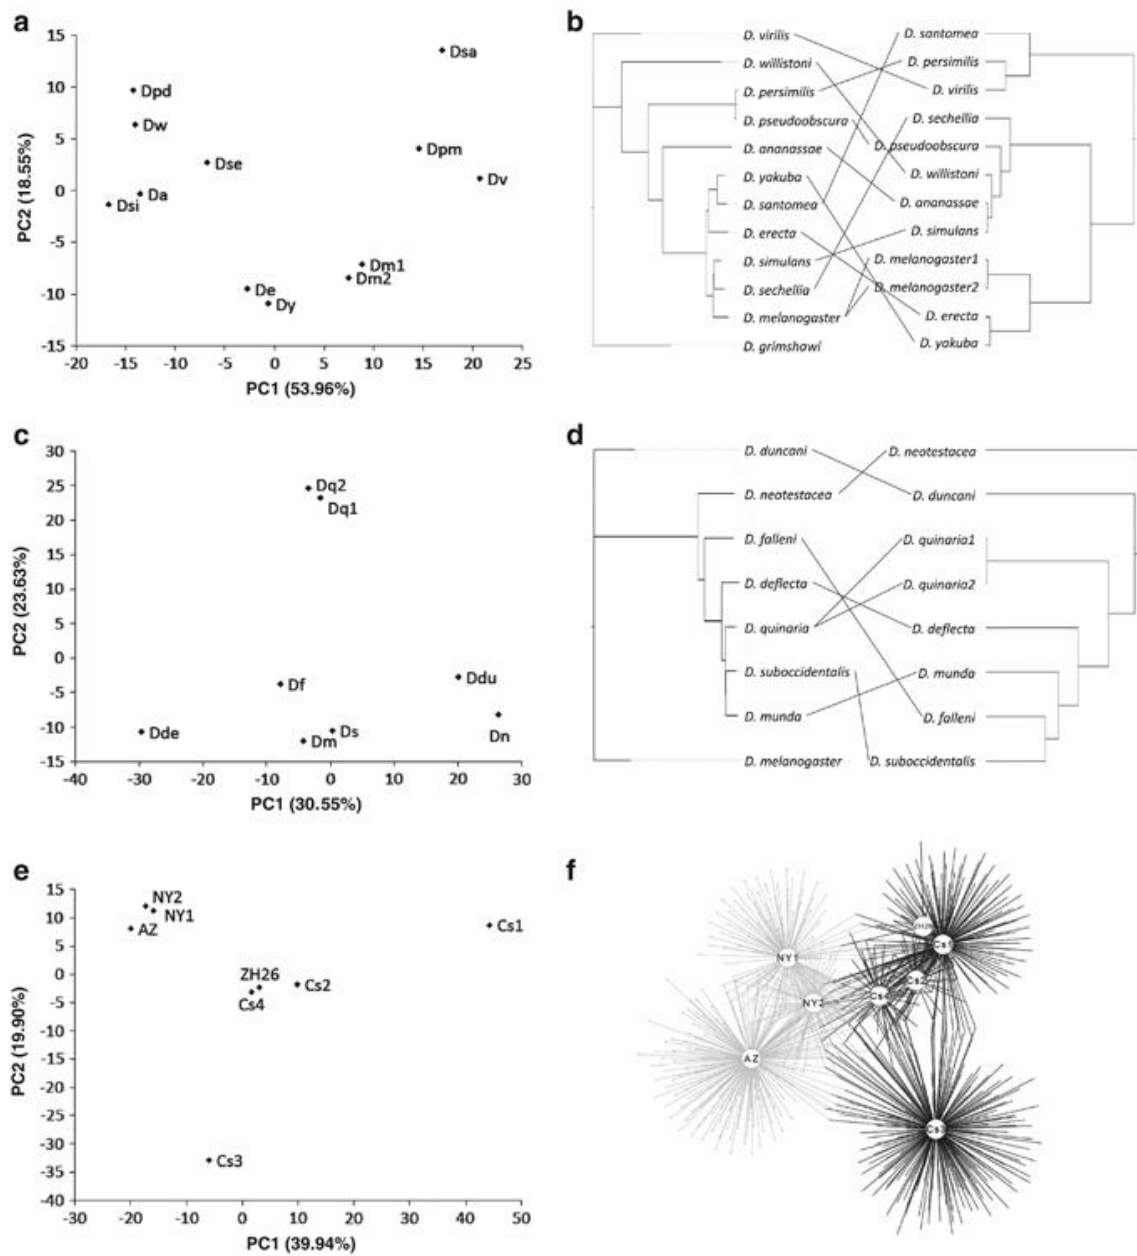 a
15
10
5
0
-5
-10
-15
-20
-15
-10
-5
0
5
10
15
20
25
PC2 (18.55%)
PC1 (53.96%)
Dsa
Dpd
Dw
Dpm
Dse
Dv
Da
Dsi
Dm1
Dm2
De
Dy
b
D. virilis
D. willistoni
D. persimilis
D. pseudoobscura
D. ananassae
D. yakuba
D. santomea
D. erecta
D. simulans
D. sechellia
D. melanogaster
D. grimshawi
D. santomea
D. persimilis
D. virilis
D. sechellia
D. pseudoobscura
D. willistoni
D. ananassae
D. simulans
D. melanogaster1
D. melanogaster2
D. erecta
D. yakuba
c
30
25
20
15
10
5
0
-5
-10
-15
-40
-30
-20
-10
0
10
20
30
PC2 (23.63%)
PC1 (30.55%)
Dq2
Dq1
Df
Ddu
Dde
Ds
Dm
Dn
d
D. duncani
D. neotestacea
D. falleni
D. deflecta
D. quinaria
D. suboccidentalis
D. munda
D. melanogaster
D. neotestacea
D. duncani
D. quinaria1
D. quinaria2
D. deflecta
D. munda
D. falleni
D. suboccidentalis
e
15
10
5
0
-5
-10
-15
-20
-25
-30
-35
-40
-30
-20
-10
0
10
20
30
40
50
PC2 (19.90%)
PC1 (39.94%)
NY2
NY1
AZ
Cs1
ZH26
Cs2
Cs4
Cs3
f
ZH26
Cs1
NY1
Cs2
Cs4
NY2
AZ
Cs3